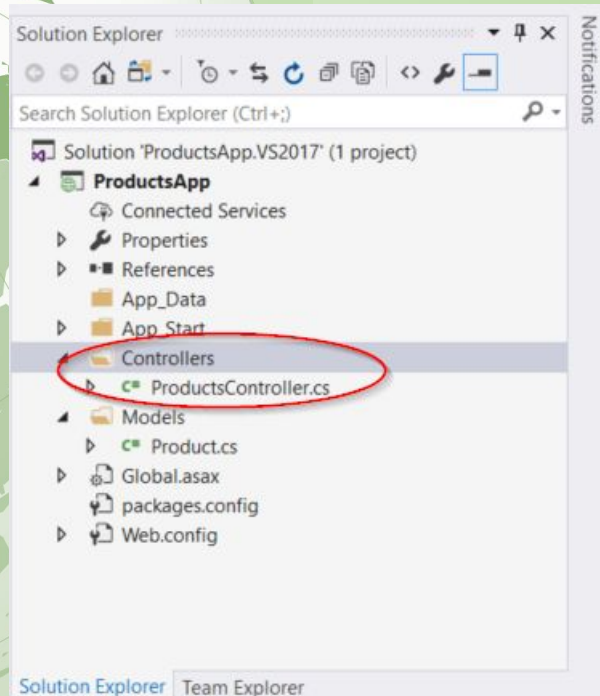 Solution Explorer
Search Solution Explorer (Ctrl+;)
Solution 'ProductsApp.VS2017' (1 project)
ProductsApp
Connected Services
Properties
References
App_Data
App_Start
Controllers
C# ProductsController.cs
Models
C# Product.cs
Global.asax
packages.config
Web.config
Solution Explorer Team Explorer
Notifications